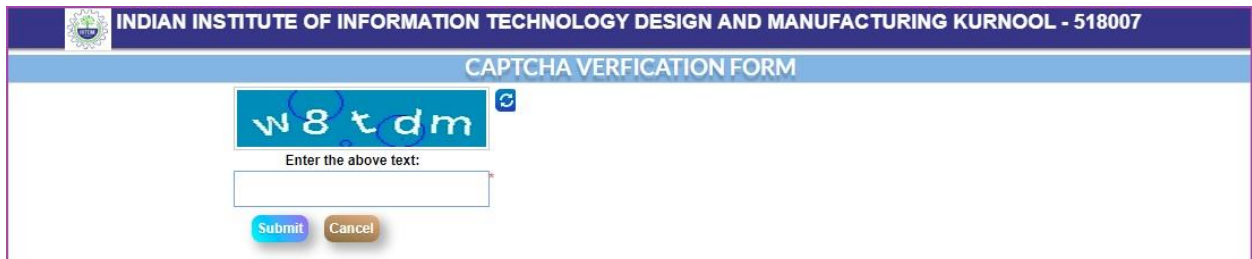 INDIAN INSTITUTE OF INFORMATION TECHNOLOGY DESIGN AND MANUFACTURING KURNOOL - 518007
CAPTCHA VERFICATION FORM
w8tdm
Enter the above text:
*
Submit Cancel